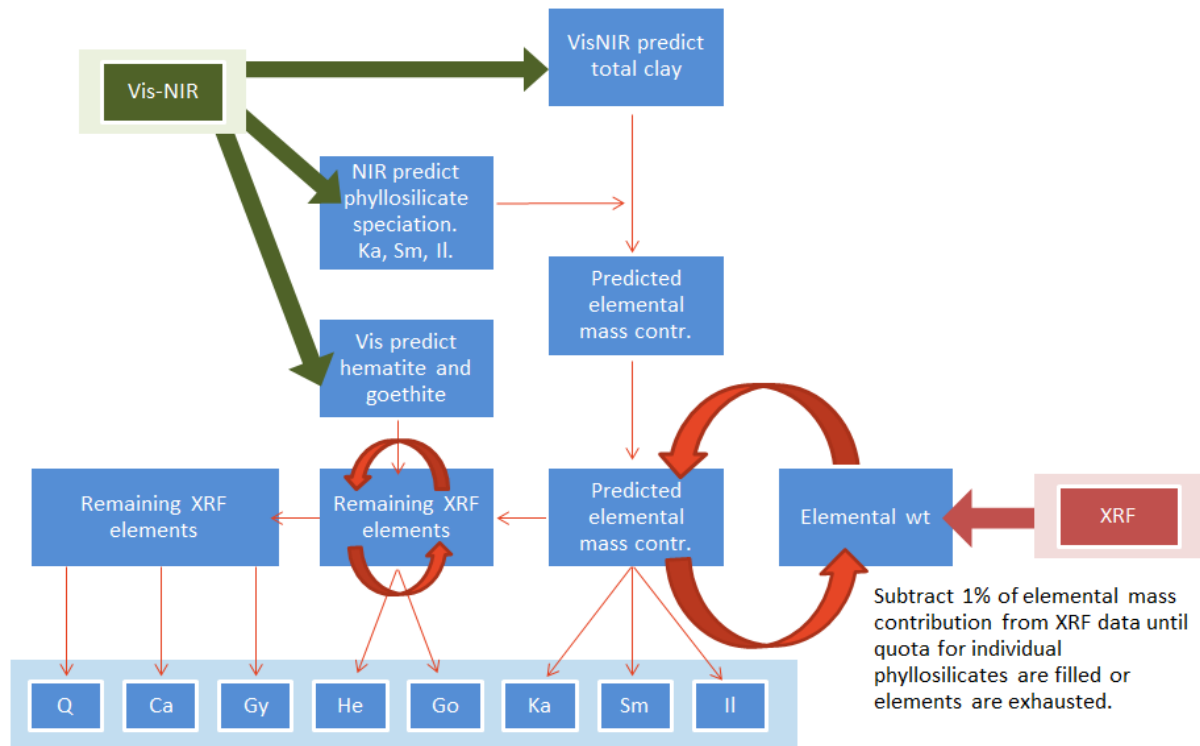 VisNIR predict
total clay
Vis-NIR
NIR predict
phyllosilicate
speciation.
Ka, Sm, Il.
Predicted
elemental
mass contr.
Vis predict
hematite and
goethite
Remaining XRF
elements
Remaining XRF
elements
Predicted
elemental
mass contr.
Elemental wt
XRF
Subtract 1% of elemental mass
contribution from XRF data until
quota for individual
phyllosilicates are filled or
elements are exhausted.
Q
Ca
Gy
He
Go
Ka
Sm
Il